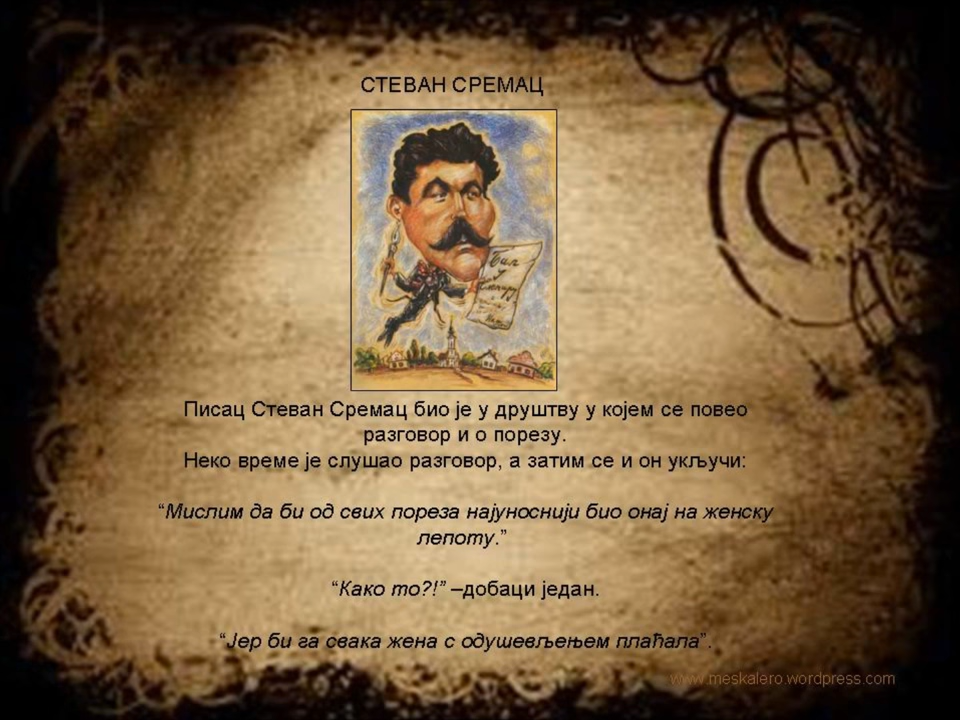 СТЕВАН СРЕМАЦ
Писац Стеван Сремац био је у друштву у којем се повео
разговор и о порезу.
Неко време је слушао разговор, а затим се и он укључи:
“Мислим да би од свих пореза најуноснији био онај на женску
лепоту.”
“Како то?!” –добаци један.
“Јер би га свака жена с одушевљењем плаћала”.
www.meskalero.wordpress.com